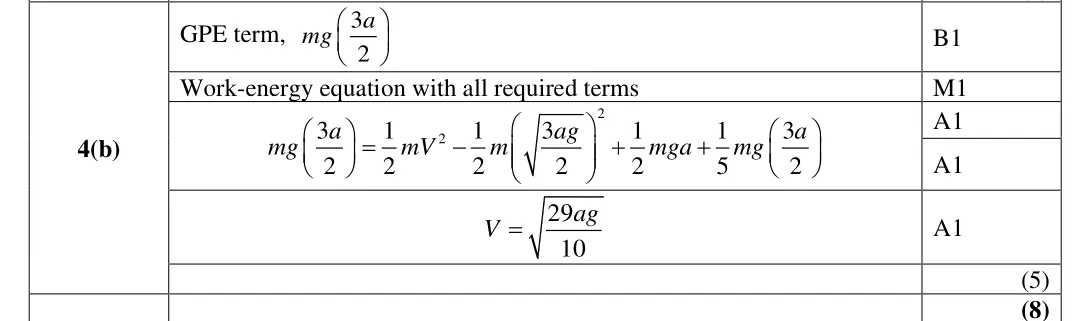 GPE term, mg(3a/2) B1
Work-energy equation with all required terms M1
4(b) mg(3a/2) = 1/2 mV² − 1/2 m(√(3ag/2))² + 1/2 mga + 1/5 mg(3a/2) A1
A1
V = √(29ag/10) A1
(5)
(8)